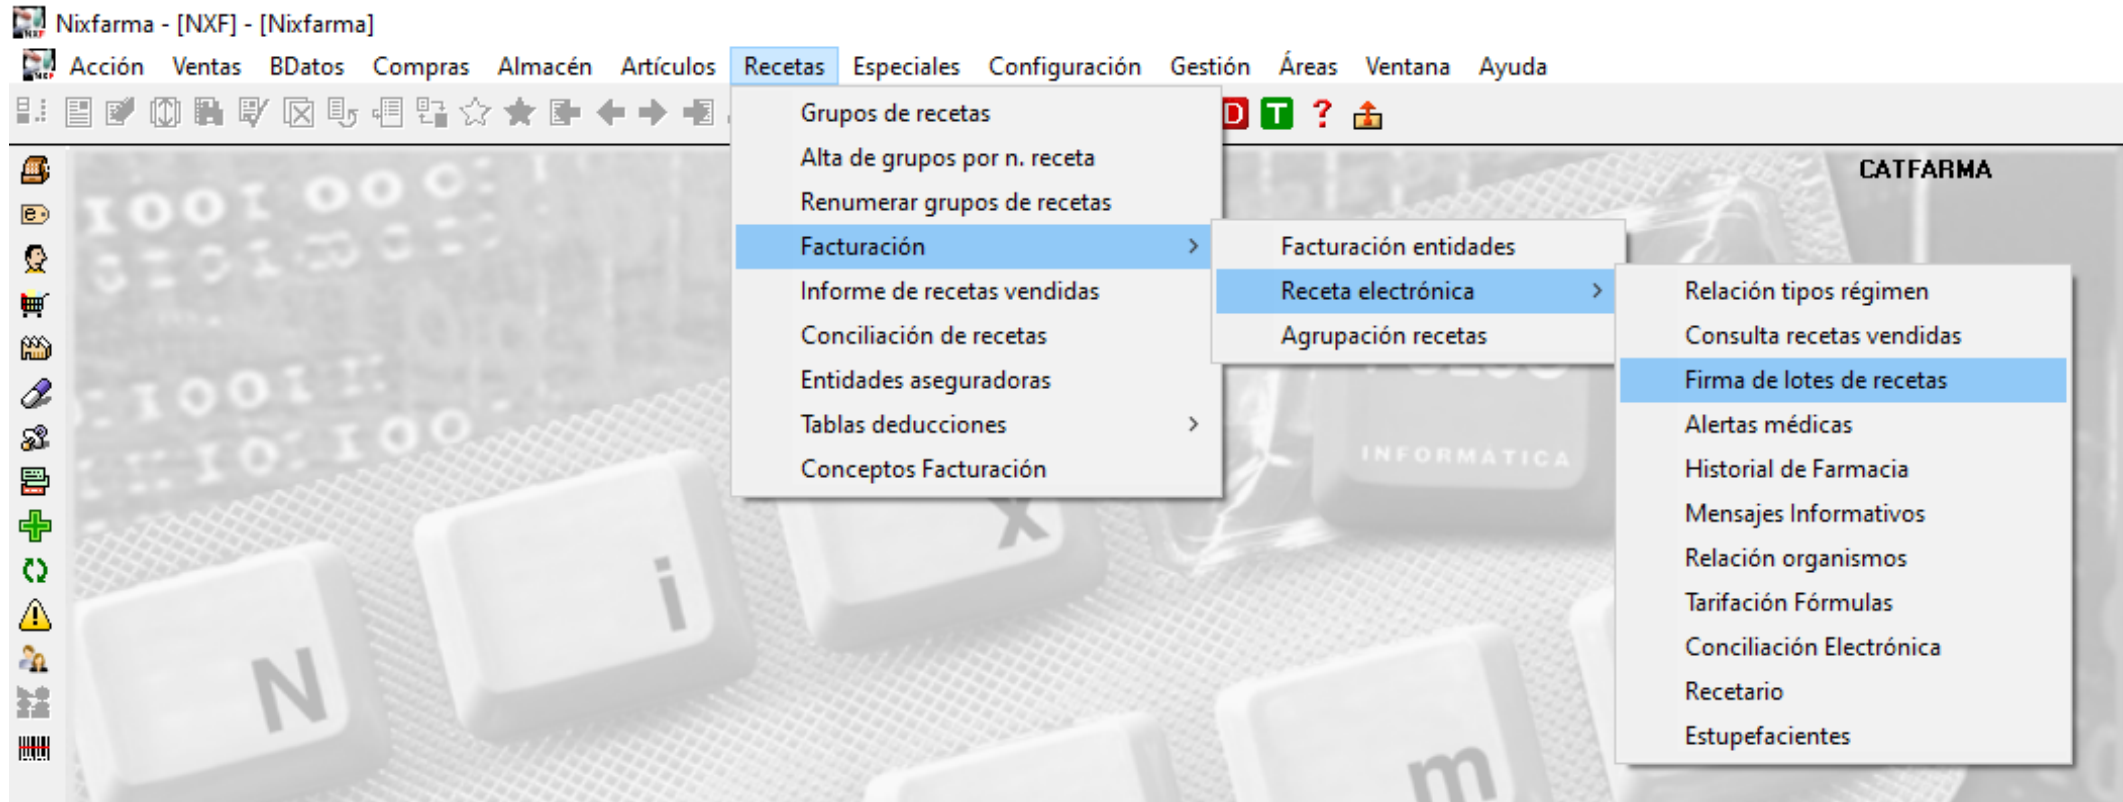 Nixfarma - [NXF] - [Nixfarma]
Acción Ventas BDatos Compras Almacén Artículos Recetas Especiales Configuración Gestión Áreas Ventana Ayuda
D T ?
CATFARMA
Grupos de recetas
Alta de grupos por n. receta
Renumerar grupos de recetas
Facturación
Informe de recetas vendidas
Conciliación de recetas
Entidades aseguradoras
Tablas deducciones
Conceptos Facturación
Facturación entidades
Receta electrónica
Agrupación recetas
Relación tipos régimen
Consulta recetas vendidas
Firma de lotes de recetas
Alertas médicas
Historial de Farmacia
Mensajes Informativos
Relación organismos
Tarifación Fórmulas
Conciliación Electrónica
Recetario
Estupefacientes
INFORMÁTICA
N i x m